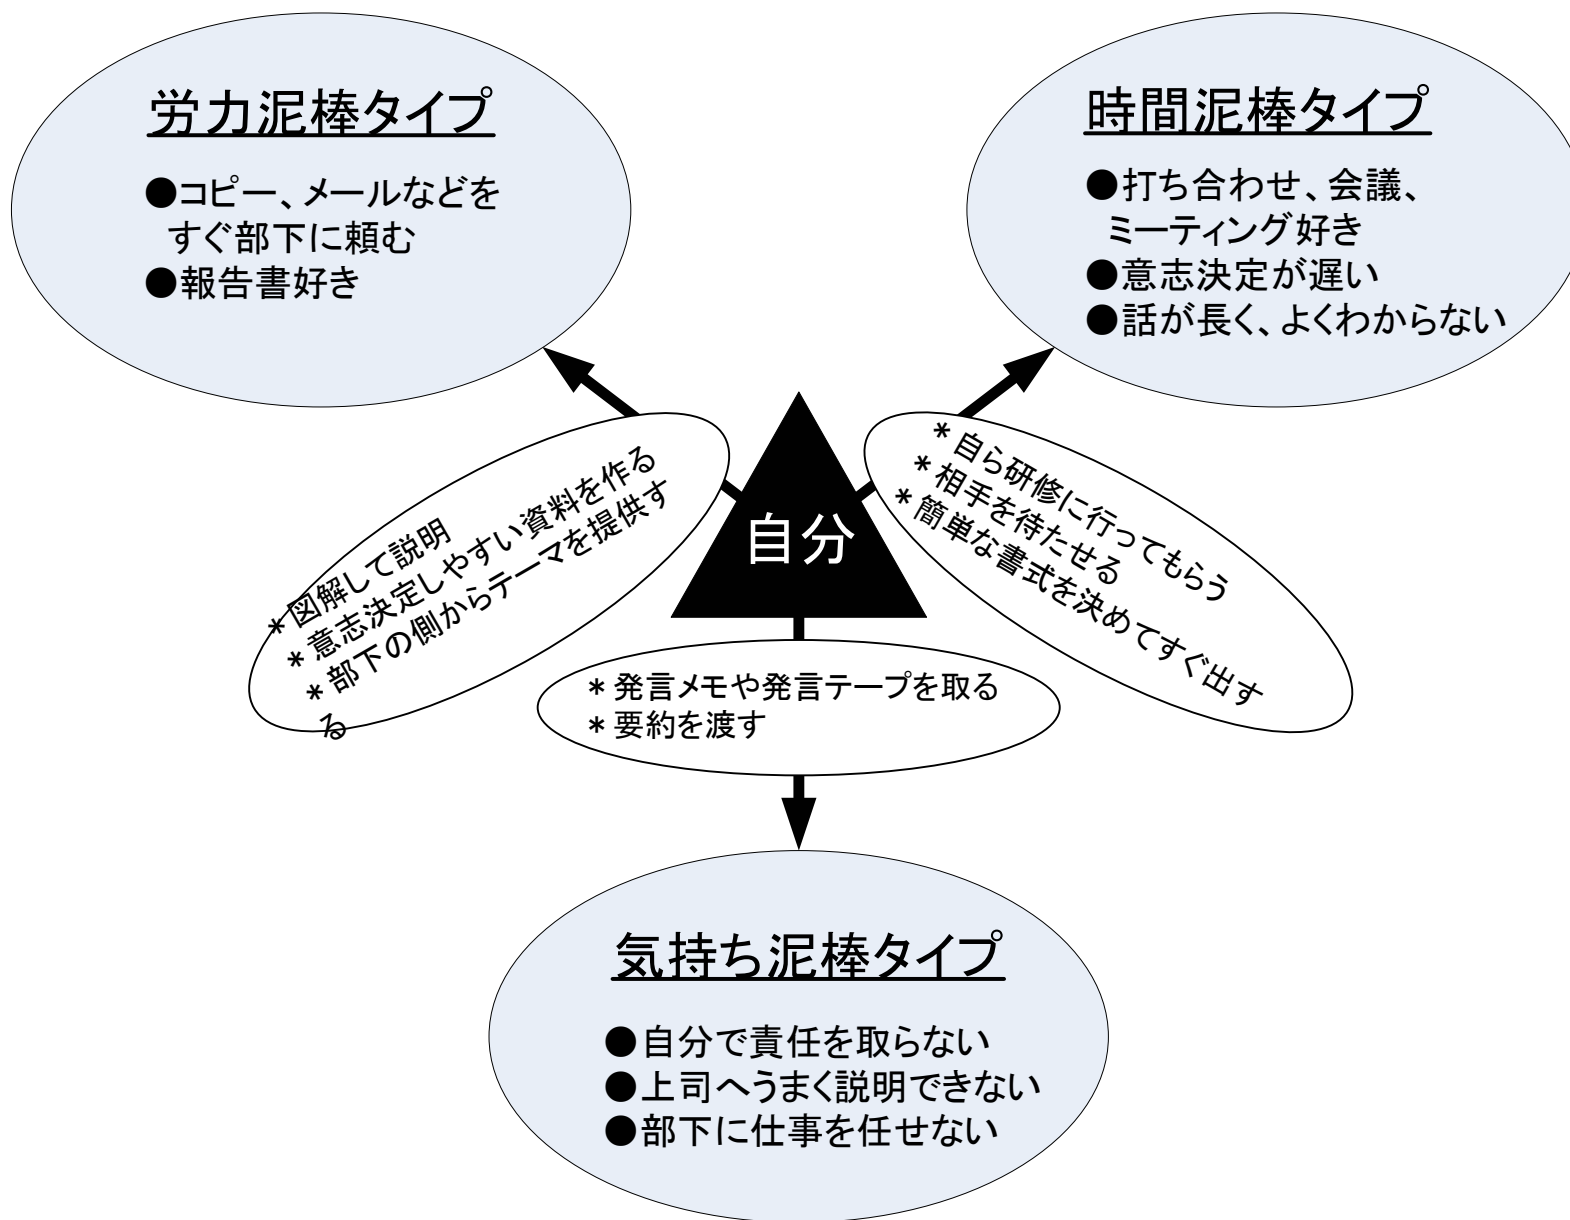 労力泥棒タイプ
●コピー、メールなどを
すぐ部下に頼む
●報告書好き
時間泥棒タイプ
●打ち合わせ、会議、
ミーティング好き
●意志決定が遅い
●話が長く、よくわからない
自分
＊図解して説明
＊意志決定しやすい資料を作る
＊部下の側からテーマを提供す
る
＊自ら研修に行ってもらう
＊相手を待たせる
＊簡単な書式を決めてすぐ出す
＊発言メモや発言テープを取る
＊要約を渡す
気持ち泥棒タイプ
●自分で責任を取らない
●上司へうまく説明できない
●部下に仕事を任せない